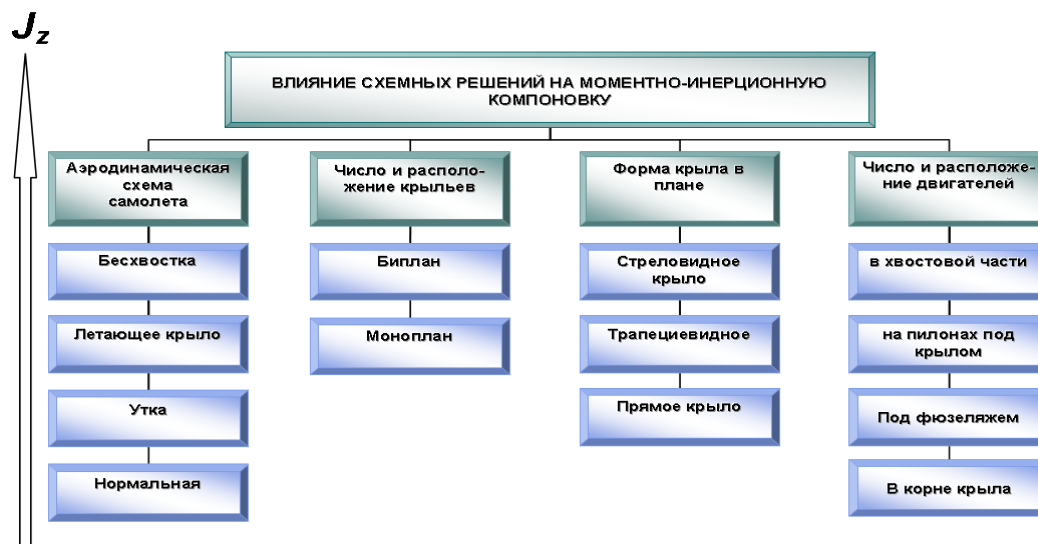 Jz
ВЛИЯНИЕ СХЕМНЫХ РЕШЕНИЙ НА МОМЕНТНО-ИНЕРЦИОННУЮ
КОМПОНОВКУ
Аэродинамическая
схема
самолета
Бесхвостка
Летающее крыло
Утка
Нормальная
Число и располо-
жение крыльев
Биплан
Моноплан
Форма крыла в
плане
Стреловидное
крыло
Трапециевидное
Прямое крыло
Число и расположе-
ние двигателей
в хвостовой части
на пилонах под
крылом
Под фюзеляжем
В корне крыла